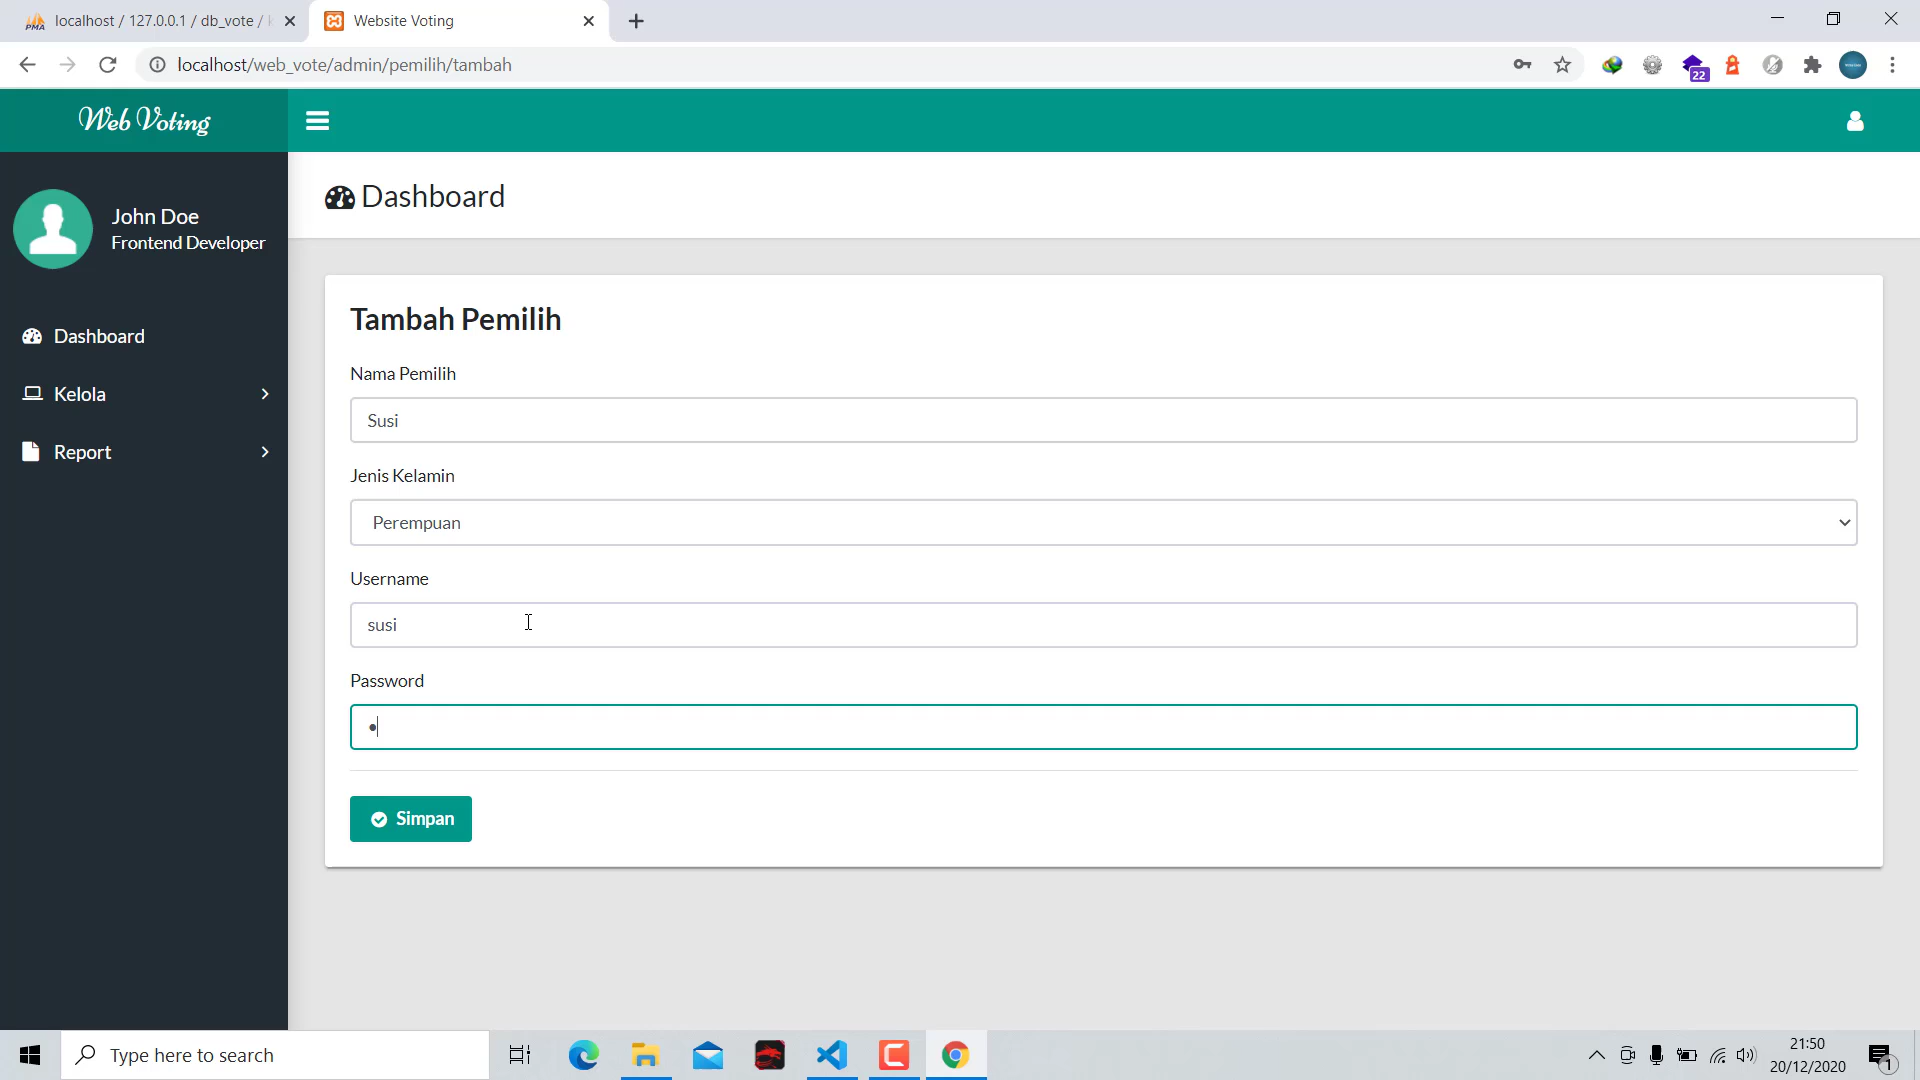 localhost / 127.0.0.1 / db_vote /
Website Voting
localhost/web_vote/admin/pemilih/tambah
22
Web Voting
Dashboard
John Doe
Frontend Developer
Dashboard
Kelola
Report
Tambah Pemilih
Nama Pemilih
Susi
Jenis Kelamin
Perempuan
Username
susi
Password
Simpan
Type here to search
21:50
20/12/2020
1